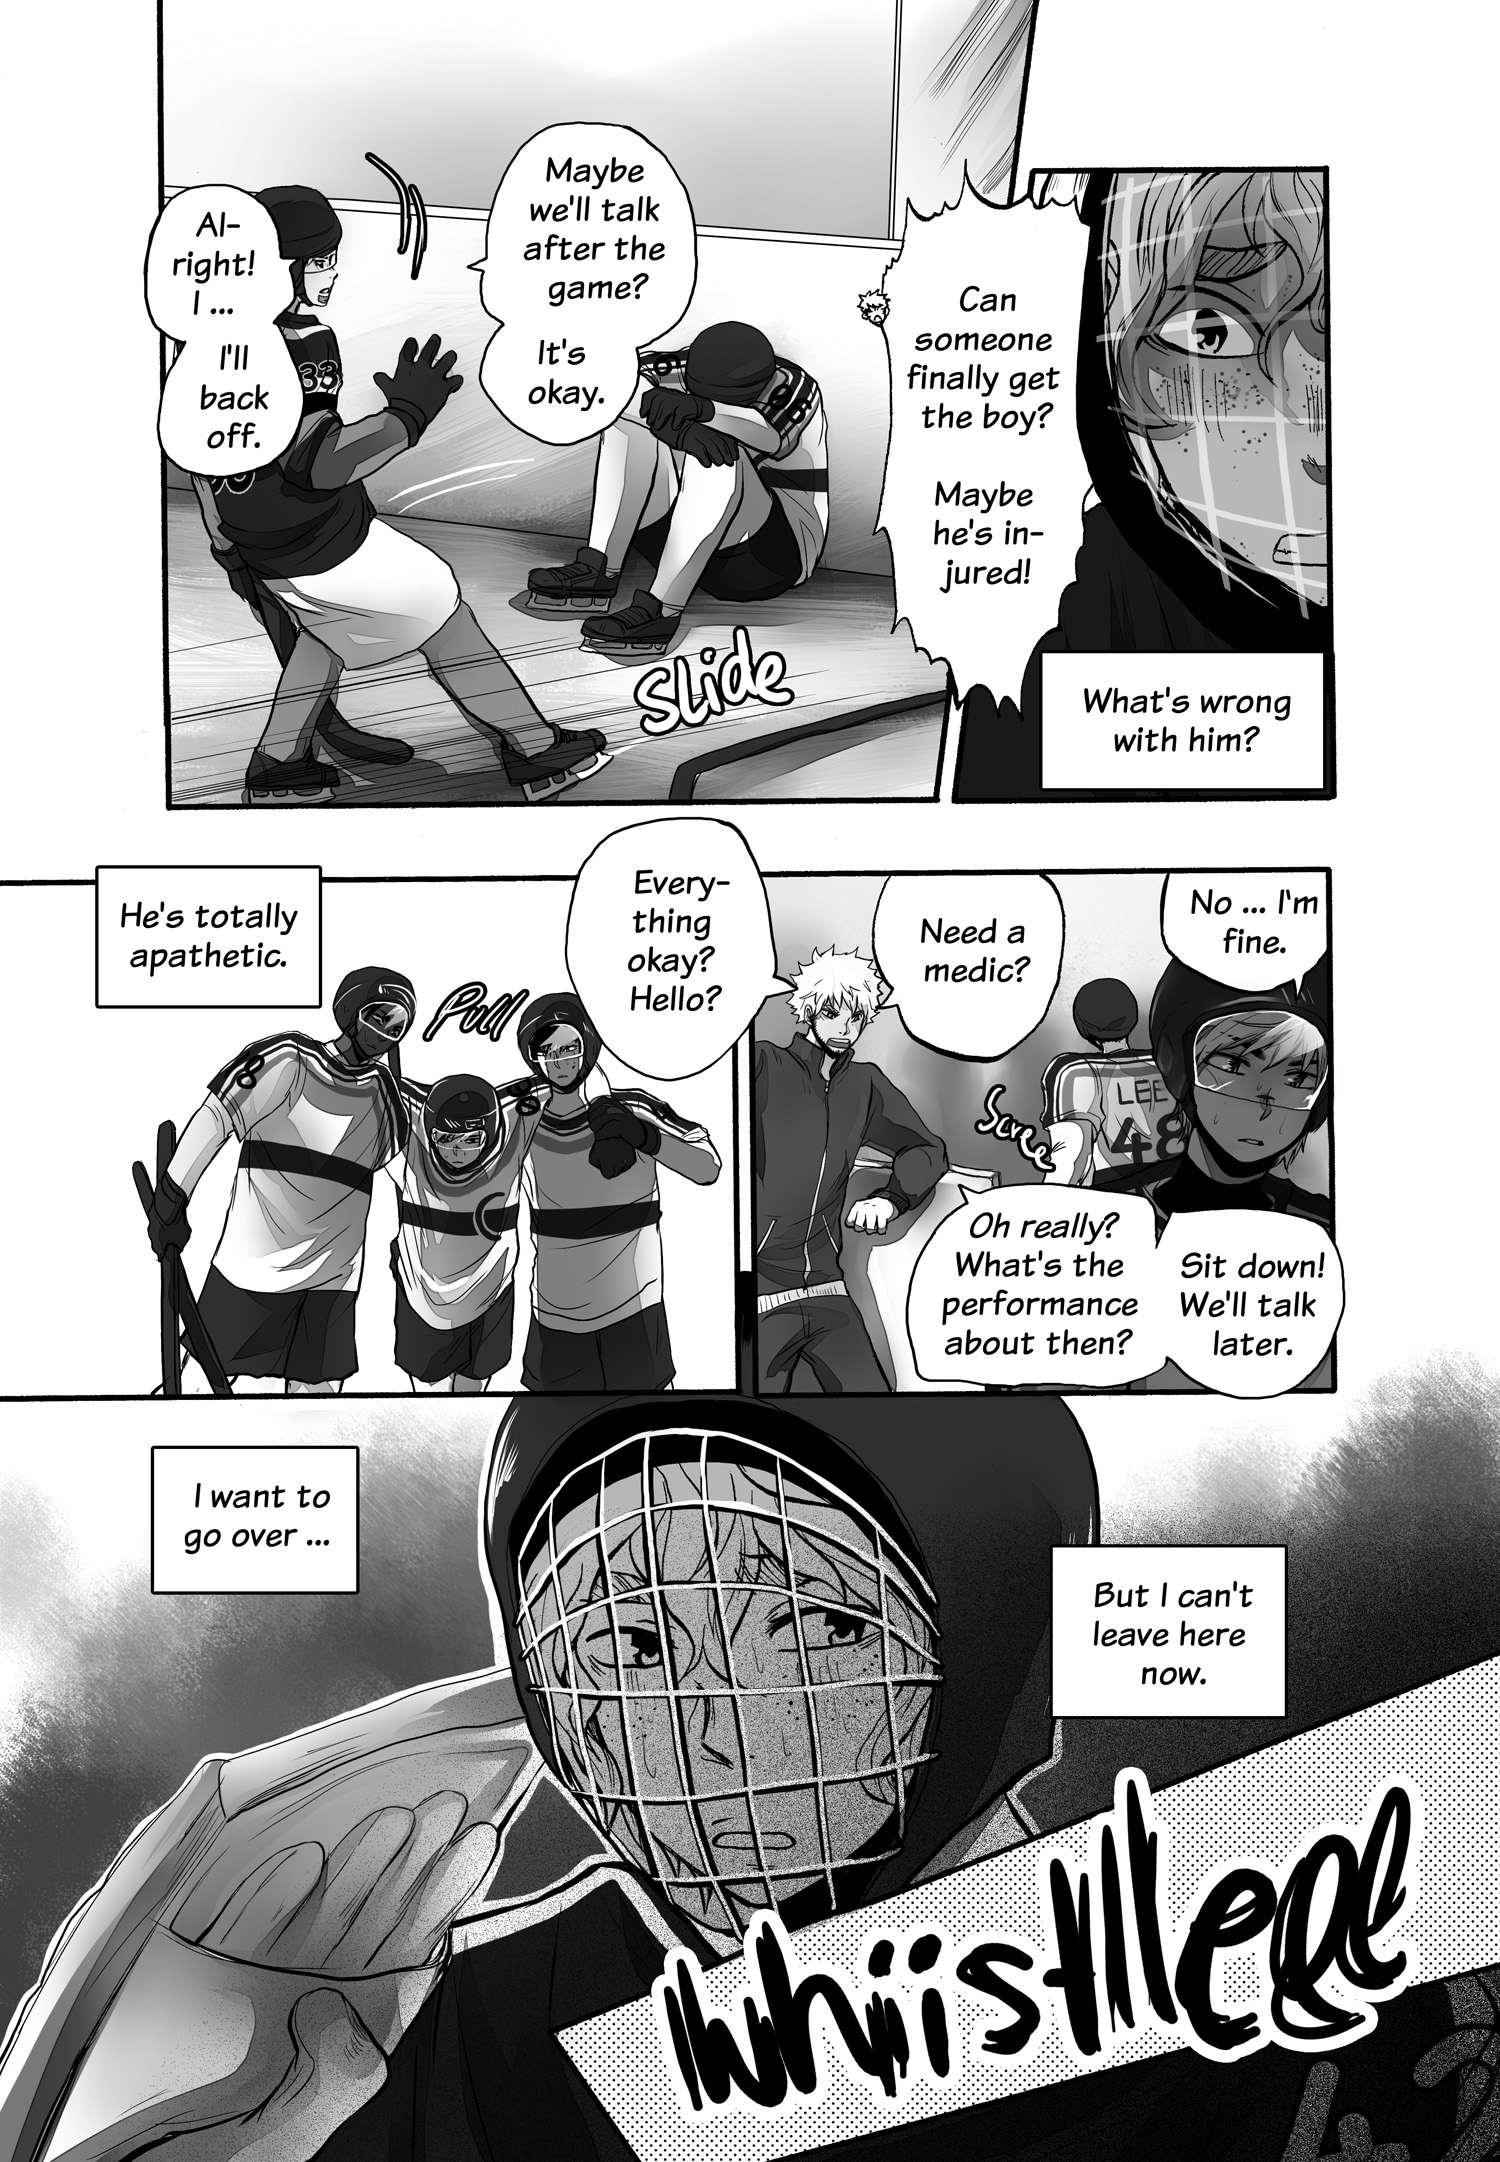 Al-
right!
I ...
I'll
back
off.
33
Maybe
we'll talk
after the
game?
It's
okay.
96
Slide
Can
someone
finally get
the boy?
Maybe
he's in-
jured!
What's wrong
with him?
He's totally
apathetic.
Pull
Every-
thing
okay?
Hello?
Need a
medic?
No ... I'm
fine.
LEE
48
Oh really?
What's the
performance
about then?
Sit down!
We'll talk
later.
I want to
go over ...
But I can't
leave here
now.